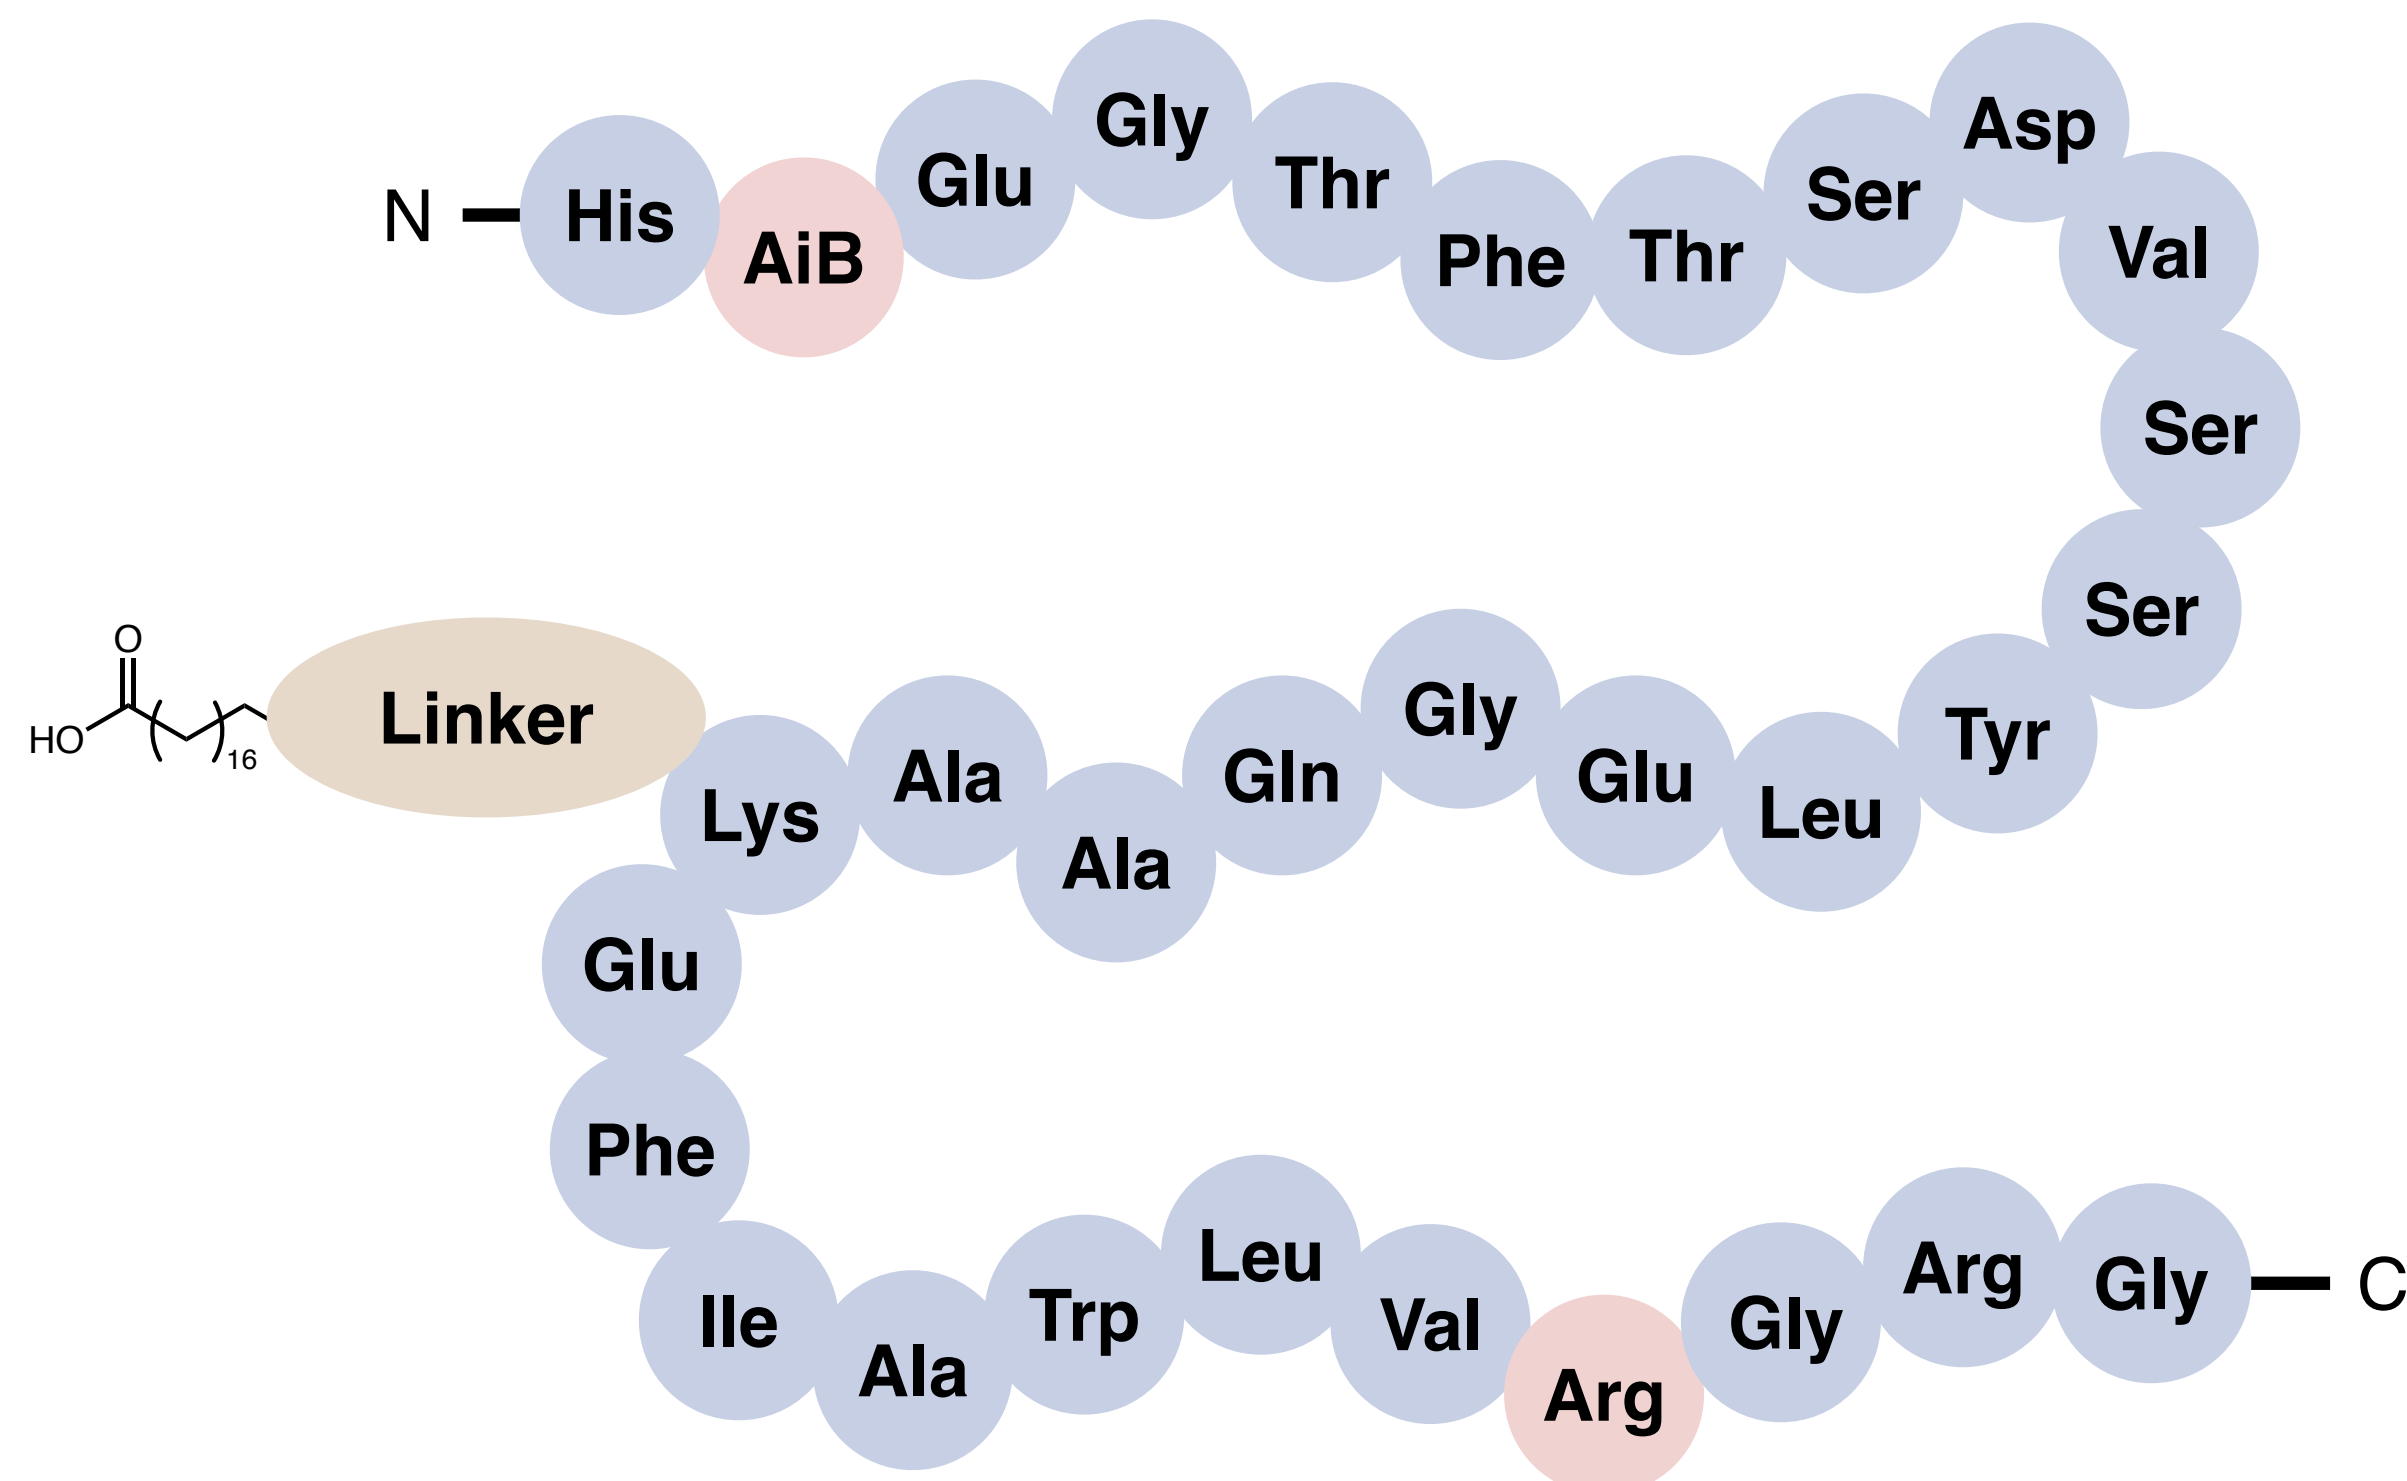 N
His
AiB
Glu
Gly
Thr
Phe
Thr
Ser
Asp
Val
Ser
Ser
Tyr
Leu
Glu
Gly
Gln
Ala
Ala
Lys
Linker
O
HO
16
Glu
Phe
Ile
Ala
Trp
Leu
Val
Arg
Gly
Arg
Gly
C